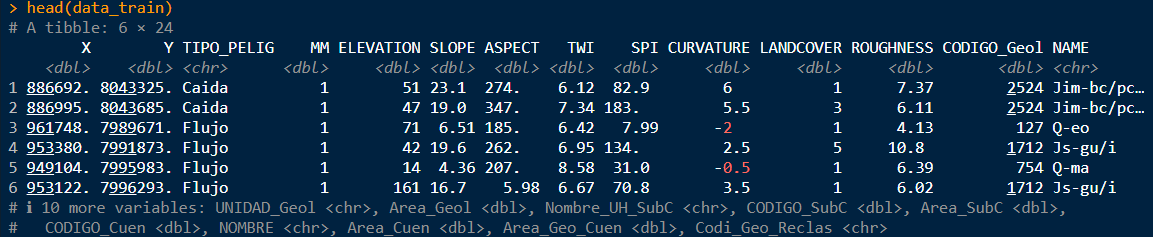 > head(data_train)
# A tibble: 6 × 24
X Y TIPO_PELIG MM ELEVATION SLOPE ASPECT TWI SPI CURVATURE LANDCOVER ROUGHNESS CODIGO_Geol NAME
<dbl> <dbl> <chr> <dbl> <dbl> <dbl> <dbl> <dbl> <dbl> <dbl> <dbl> <dbl> <dbl> <chr>
1 886692. 8043325. Caida 1 51 23.1 274. 6.12 82.9 6 1 7.37 2524 Jim-bc/pc…
2 886995. 8043685. Caida 1 47 19.0 347. 7.34 183. 5.5 3 6.11 2524 Jim-bc/pc…
3 961748. 7989671. Flujo 1 71 6.51 185. 6.42 7.99 -2 1 4.13 127 Q-eo
4 953380. 7991873. Flujo 1 42 19.6 262. 6.95 134. 2.5 5 10.8 1712 Js-gu/i
5 949104. 7995983. Flujo 1 14 4.36 207. 8.58 31.0 -0.5 1 6.39 754 Q-ma
6 953122. 7996293. Flujo 1 161 16.7 5.98 6.67 70.8 3.5 1 6.02 1712 Js-gu/i
# ℹ 10 more variables: UNIDAD_Geol <chr>, Area_Geol <dbl>, Nombre_UH_SubC <chr>, CODIGO_SubC <dbl>, Area_SubC <dbl>,
# CODIGO_Cuen <dbl>, NOMBRE <chr>, Area_Cuen <dbl>, Area_Geo_Cuen <dbl>, Codi_Geo_Reclas <chr>